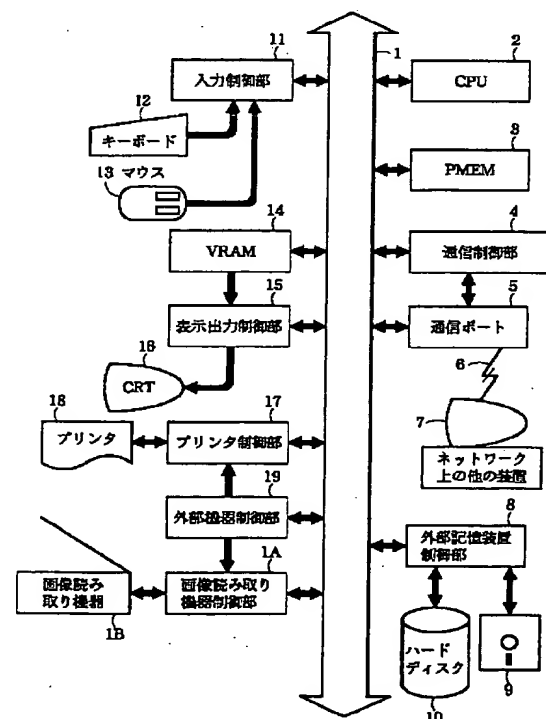 11
入力制御部
12
キーボード
13 マウス
14
VRAM
15
表示出力制御部
16
CRT
17
18
プリンタ
プリンタ制御部
19
外部機器制御部
1A
画像読み取り
機器制御部
画像読み取
取り機器
1B
1
2
CPU
3
PMEM
4
通信制御部
5
通信ポート
6
7
ネットワーク
上の他の装置
8
外部記憶装置
制御部
ハード
ディスク
10
9